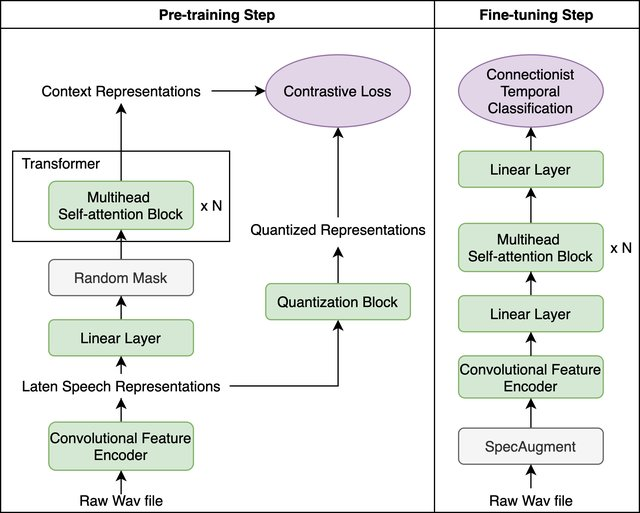 Pre-training Step
Context Representations
Contrastive Loss
Transformer
Multihead
Self-attention Block
x N
Quantized Representations
Random Mask
Quantization Block
Linear Layer
Laten Speech Representations
Convolutional Feature
Encoder
Raw Wav file
Fine-tuning Step
Connectionist
Temporal
Classification
Linear Layer
Multihead
Self-attention Block
x N
Linear Layer
Convolutional Feature
Encoder
SpecAugment
Raw Wav file